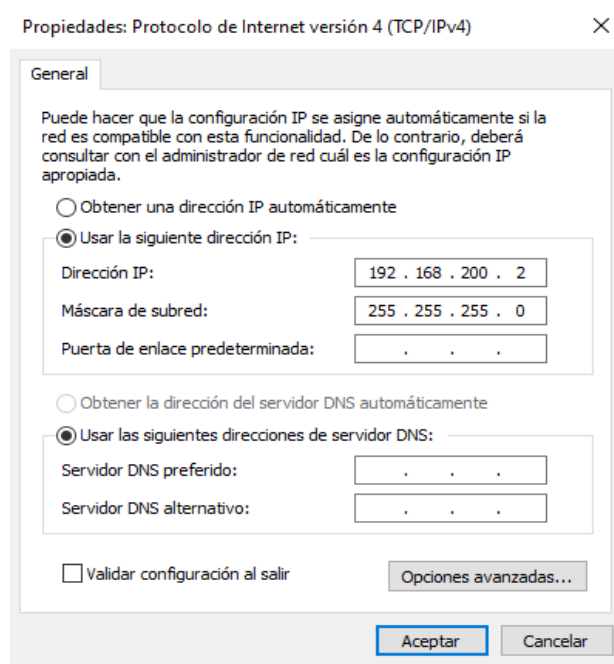 Propiedades: Protocolo de Internet versión 4 (TCP/IPv4)
General
Puede hacer que la configuración IP se asigne automáticamente si la
red es compatible con esta funcionalidad. De lo contrario, deberá
consultar con el administrador de red cuál es la configuración IP
apropiada.
Obtener una dirección IP automáticamente
Usar la siguiente dirección IP:
Dirección IP: 192 . 168 . 200 . 2
Máscara de subred: 255 . 255 . 255 . 0
Puerta de enlace predeterminada: . . .
Obtener la dirección del servidor DNS automáticamente
Usar las siguientes direcciones de servidor DNS:
Servidor DNS preferido: . . .
Servidor DNS alternativo: . . .
Validar configuración al salir Opciones avanzadas...
Aceptar Cancelar